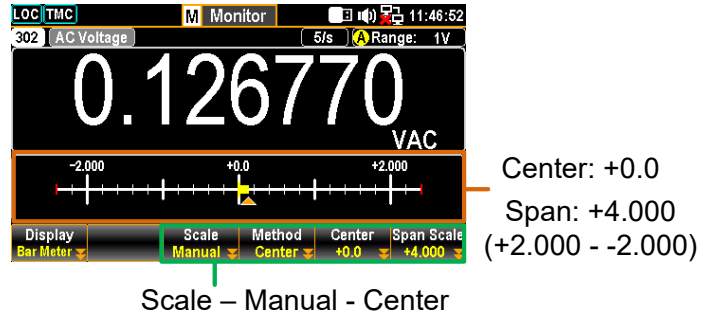 LOC TMC M Monitor 11:46:52
302 AC Voltage 5/s A Range: 1V
0.126770
VAC
-2.000 +0.0 +2.000
Center: +0.0
Span: +4.000
(+2.000 - -2.000)
Display Scale Method Center Span Scale
Bar Meter Manual Center +0.0 +4.000
Scale – Manual - Center